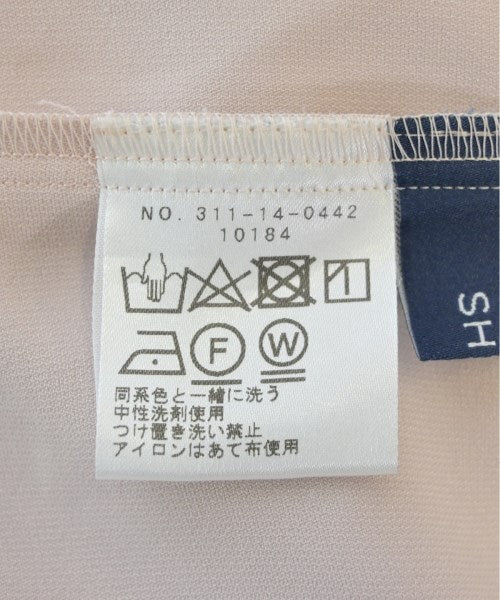 NO. 311-14-0442
10184
F W
同系色と一緒に洗う
中性洗剤使用
つけ置き洗い禁止
アイロンはあて布使用
SH